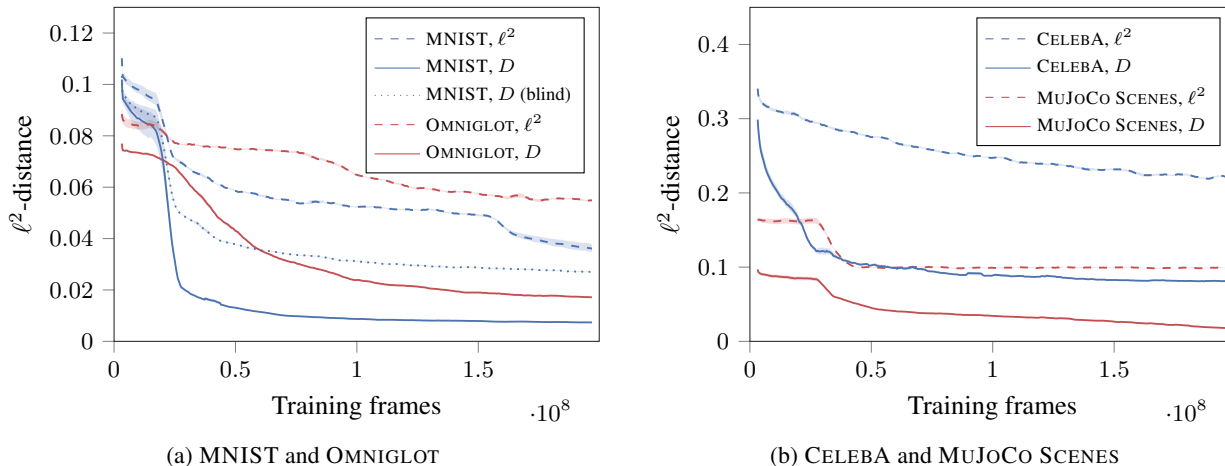 0.12
0.1
0.08
0.06
0.04
0.02
0
ℓ²-distance
MNIST, ℓ²
MNIST, D
MNIST, D (blind)
OMNIGLOT, ℓ²
OMNIGLOT, D
0 0.5 1 1.5
Training frames
·10⁸
(a) MNIST and OMNIGLOT
0.4
0.3
0.2
0.1
0
ℓ²-distance
CELEBA, ℓ²
CELEBA, D
MUJOCO SCENES, ℓ²
MUJOCO SCENES, D
0 0.5 1 1.5
Training frames
·10⁸
(b) CELEBA and MUJOCO SCENES